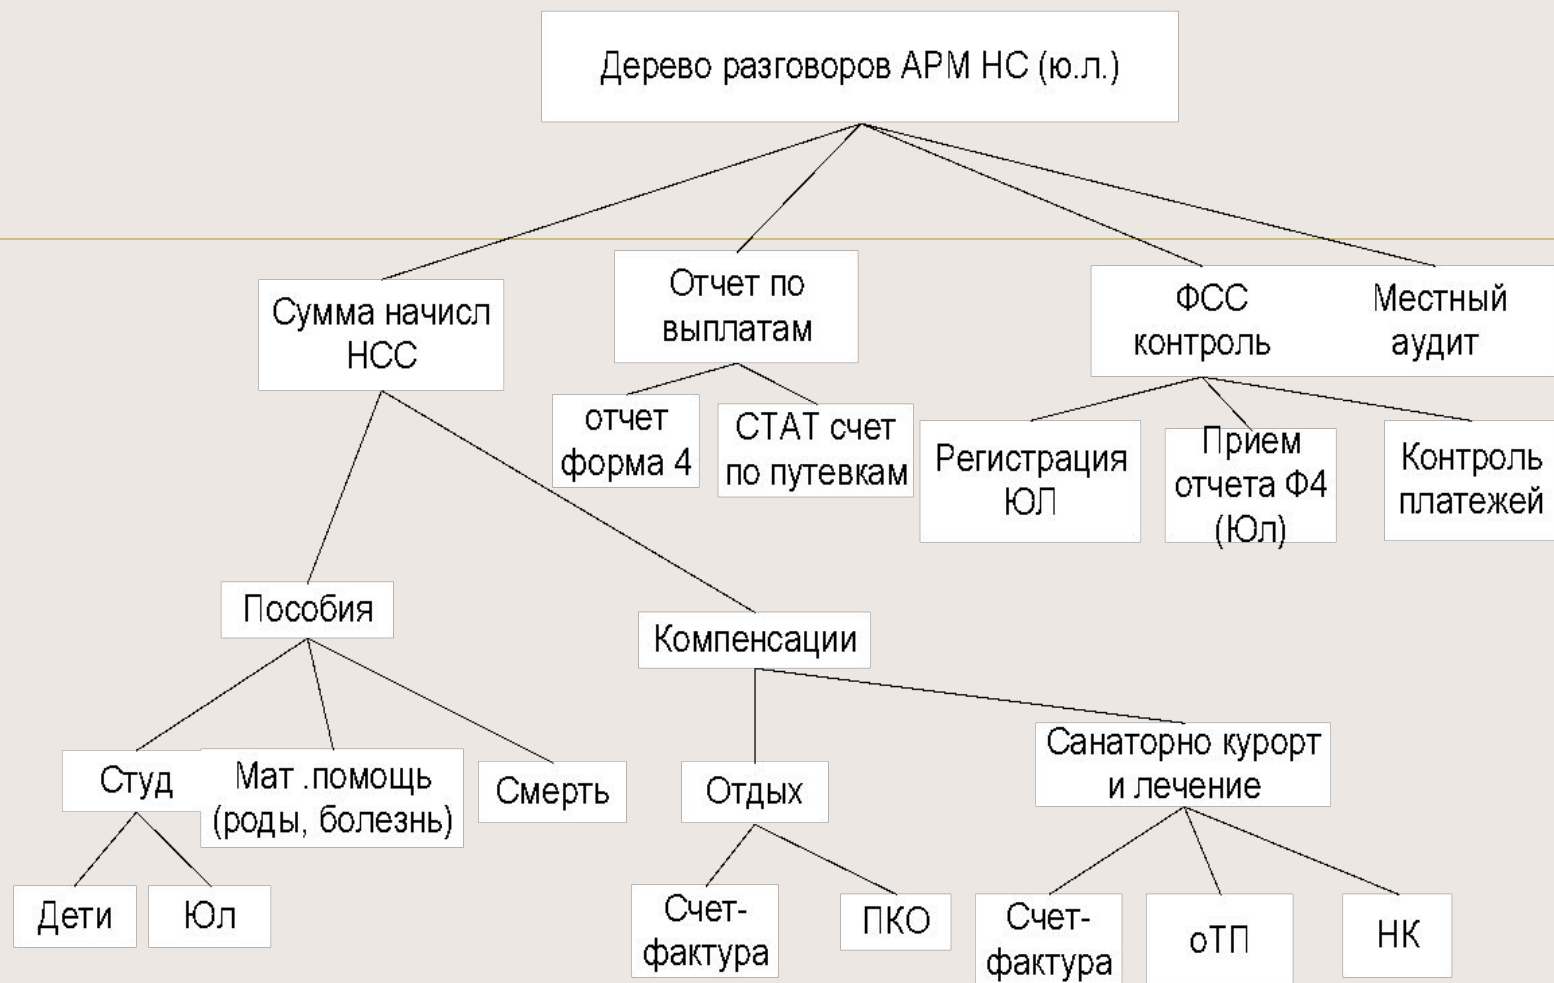 Дерево разговоров АРМ НС (ю.л.)
Сумма начисл
НСС
Отчет по
выплатам
ФСС
контроль
Местный
аудит
отчет
форма 4
СТАТ счет
по путевкам
Регистрация
ЮЛ
Прием
отчета Ф4
(Юл)
Контроль
платежей
Пособия
Компенсации
Студ
Мат .помощь
(роды, болезнь)
Смерть
Отдых
Санаторно курорт
и лечение
Дети
Юл
Счет-
фактура
ПКО
Счет-
фактура
оТП
НК